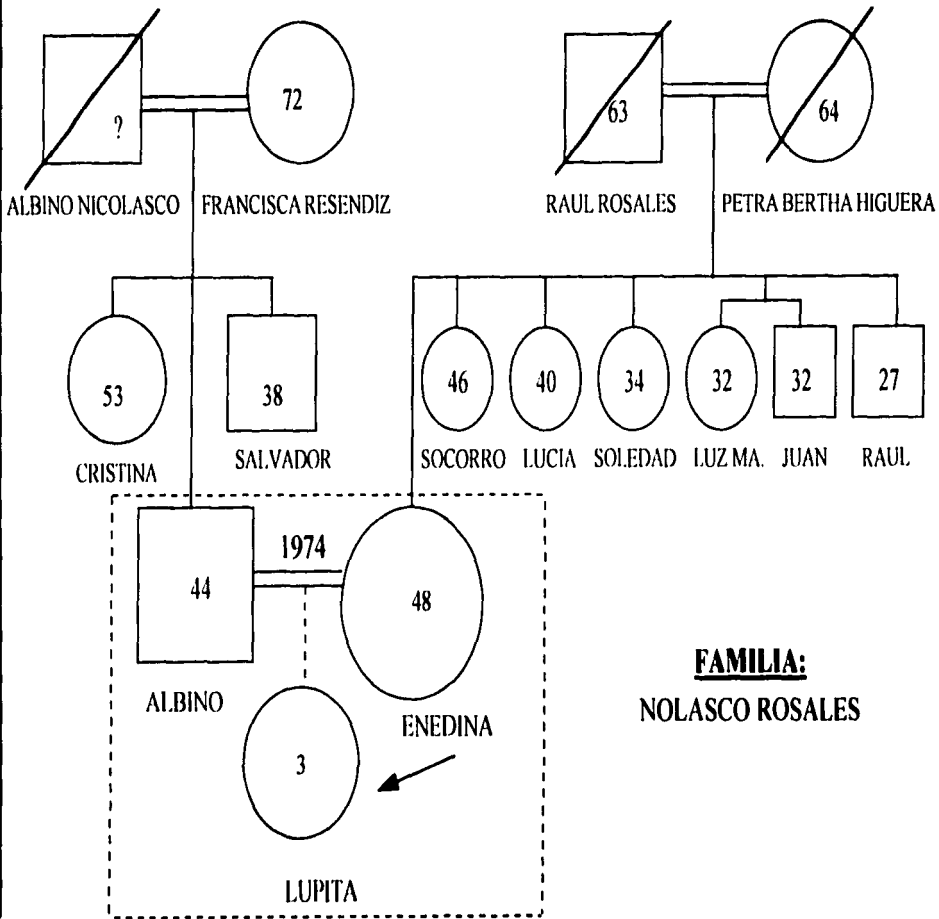 ? 72 63 64
ALBINO NICOLASCO FRANCISCA RESENDIZ RAUL ROSALES PETRA BERTHA HIGUERA
53 38 46 40 34 32 32 27
CRISTINA SALVADOR SOCORRO LUCIA SOLEDAD LUZ MA. JUAN RAUL
1974
44 48
ALBINO ENEDINA
3
LUPITA
FAMILIA:
NOLASCO ROSALES